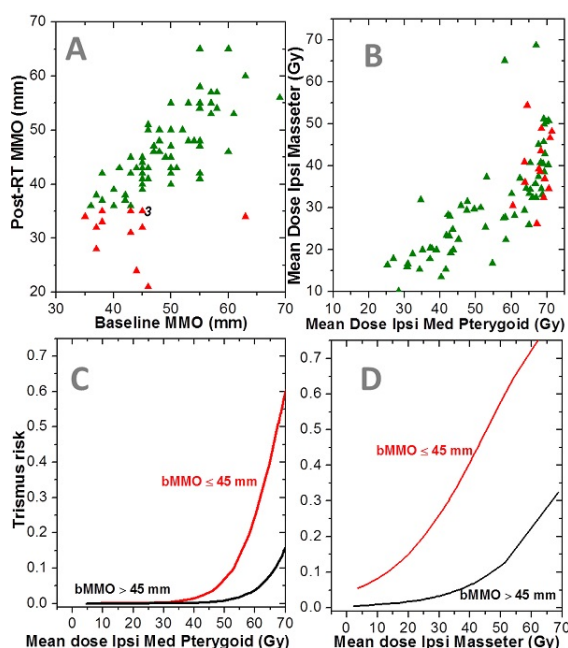 A
Post-RT MMO (mm)
70
60
50
40
30
20
3
30 40 50 60 70
Baseline MMO (mm)
B
Mean Dose Ipsi Masseter (Gy)
80
70
60
50
40
30
20
10
10 20 30 40 50 60 70
Mean Dose Ipsi Med Pterygoid (Gy)
C
Trismus risk
0.7
0.6
0.5
0.4
0.3
0.2
0.1
0.0
bMMO ≤ 45 mm
bMMO > 45 mm
0 10 20 30 40 50 60 70
Mean dose Ipsi Med Pterygoid (Gy)
D
0.7
0.6
0.5
0.4
0.3
0.2
0.1
0.0
bMMO ≤ 45 mm
bMMO > 45 mm
0 10 20 30 40 50 60 70
Mean dose Ipsi Masseter (Gy)